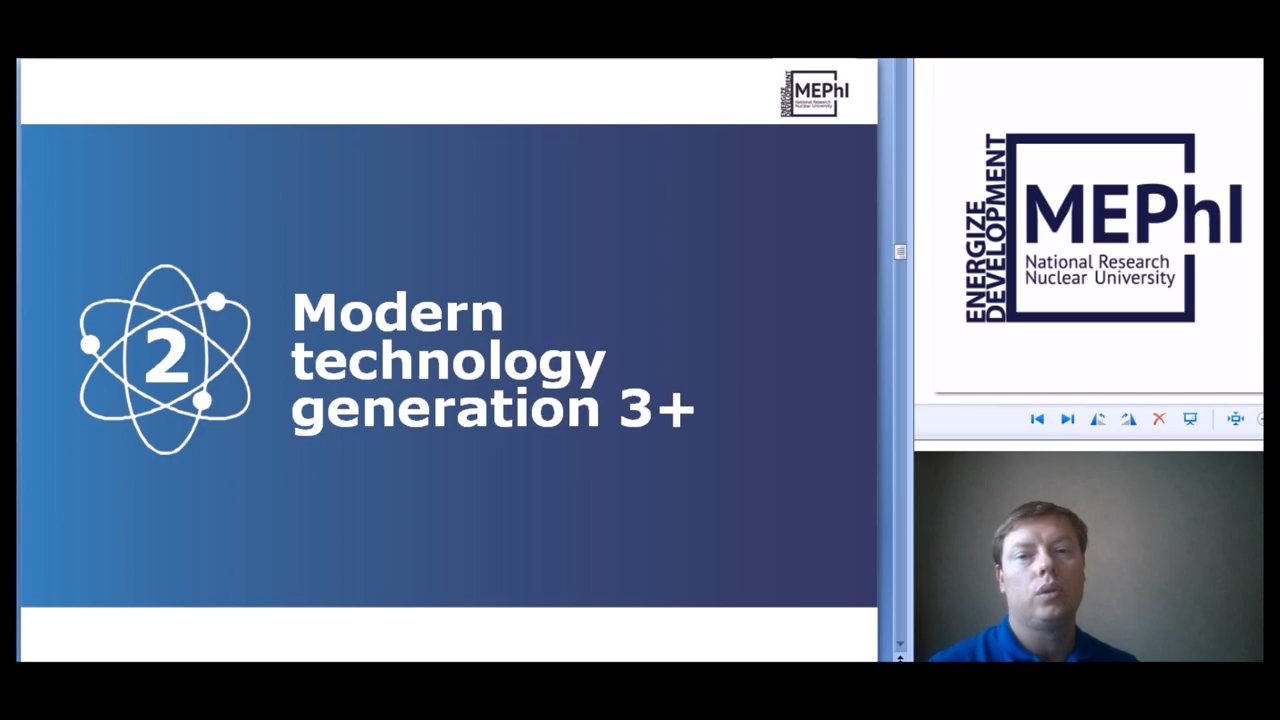 ENERGIZE
DEVELOPMENT
MEPhI
National Research
Nuclear University
2
Modern
technology
generation 3+
ENERGIZE
DEVELOPMENT
MEPhI
National Research
Nuclear University